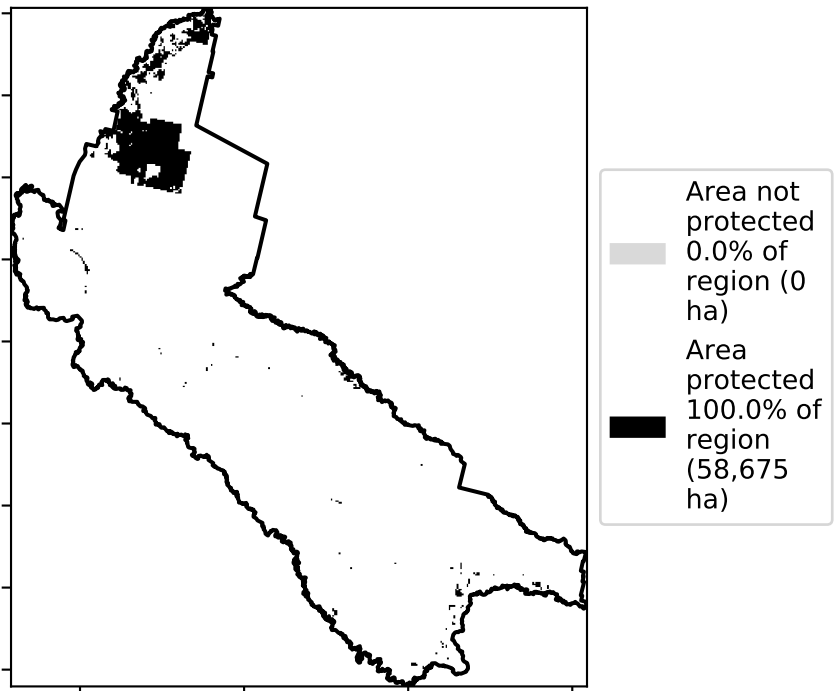 Area not
protected
0.0% of
region (0
ha)
Area
protected
100.0% of
region
(58,675
ha)